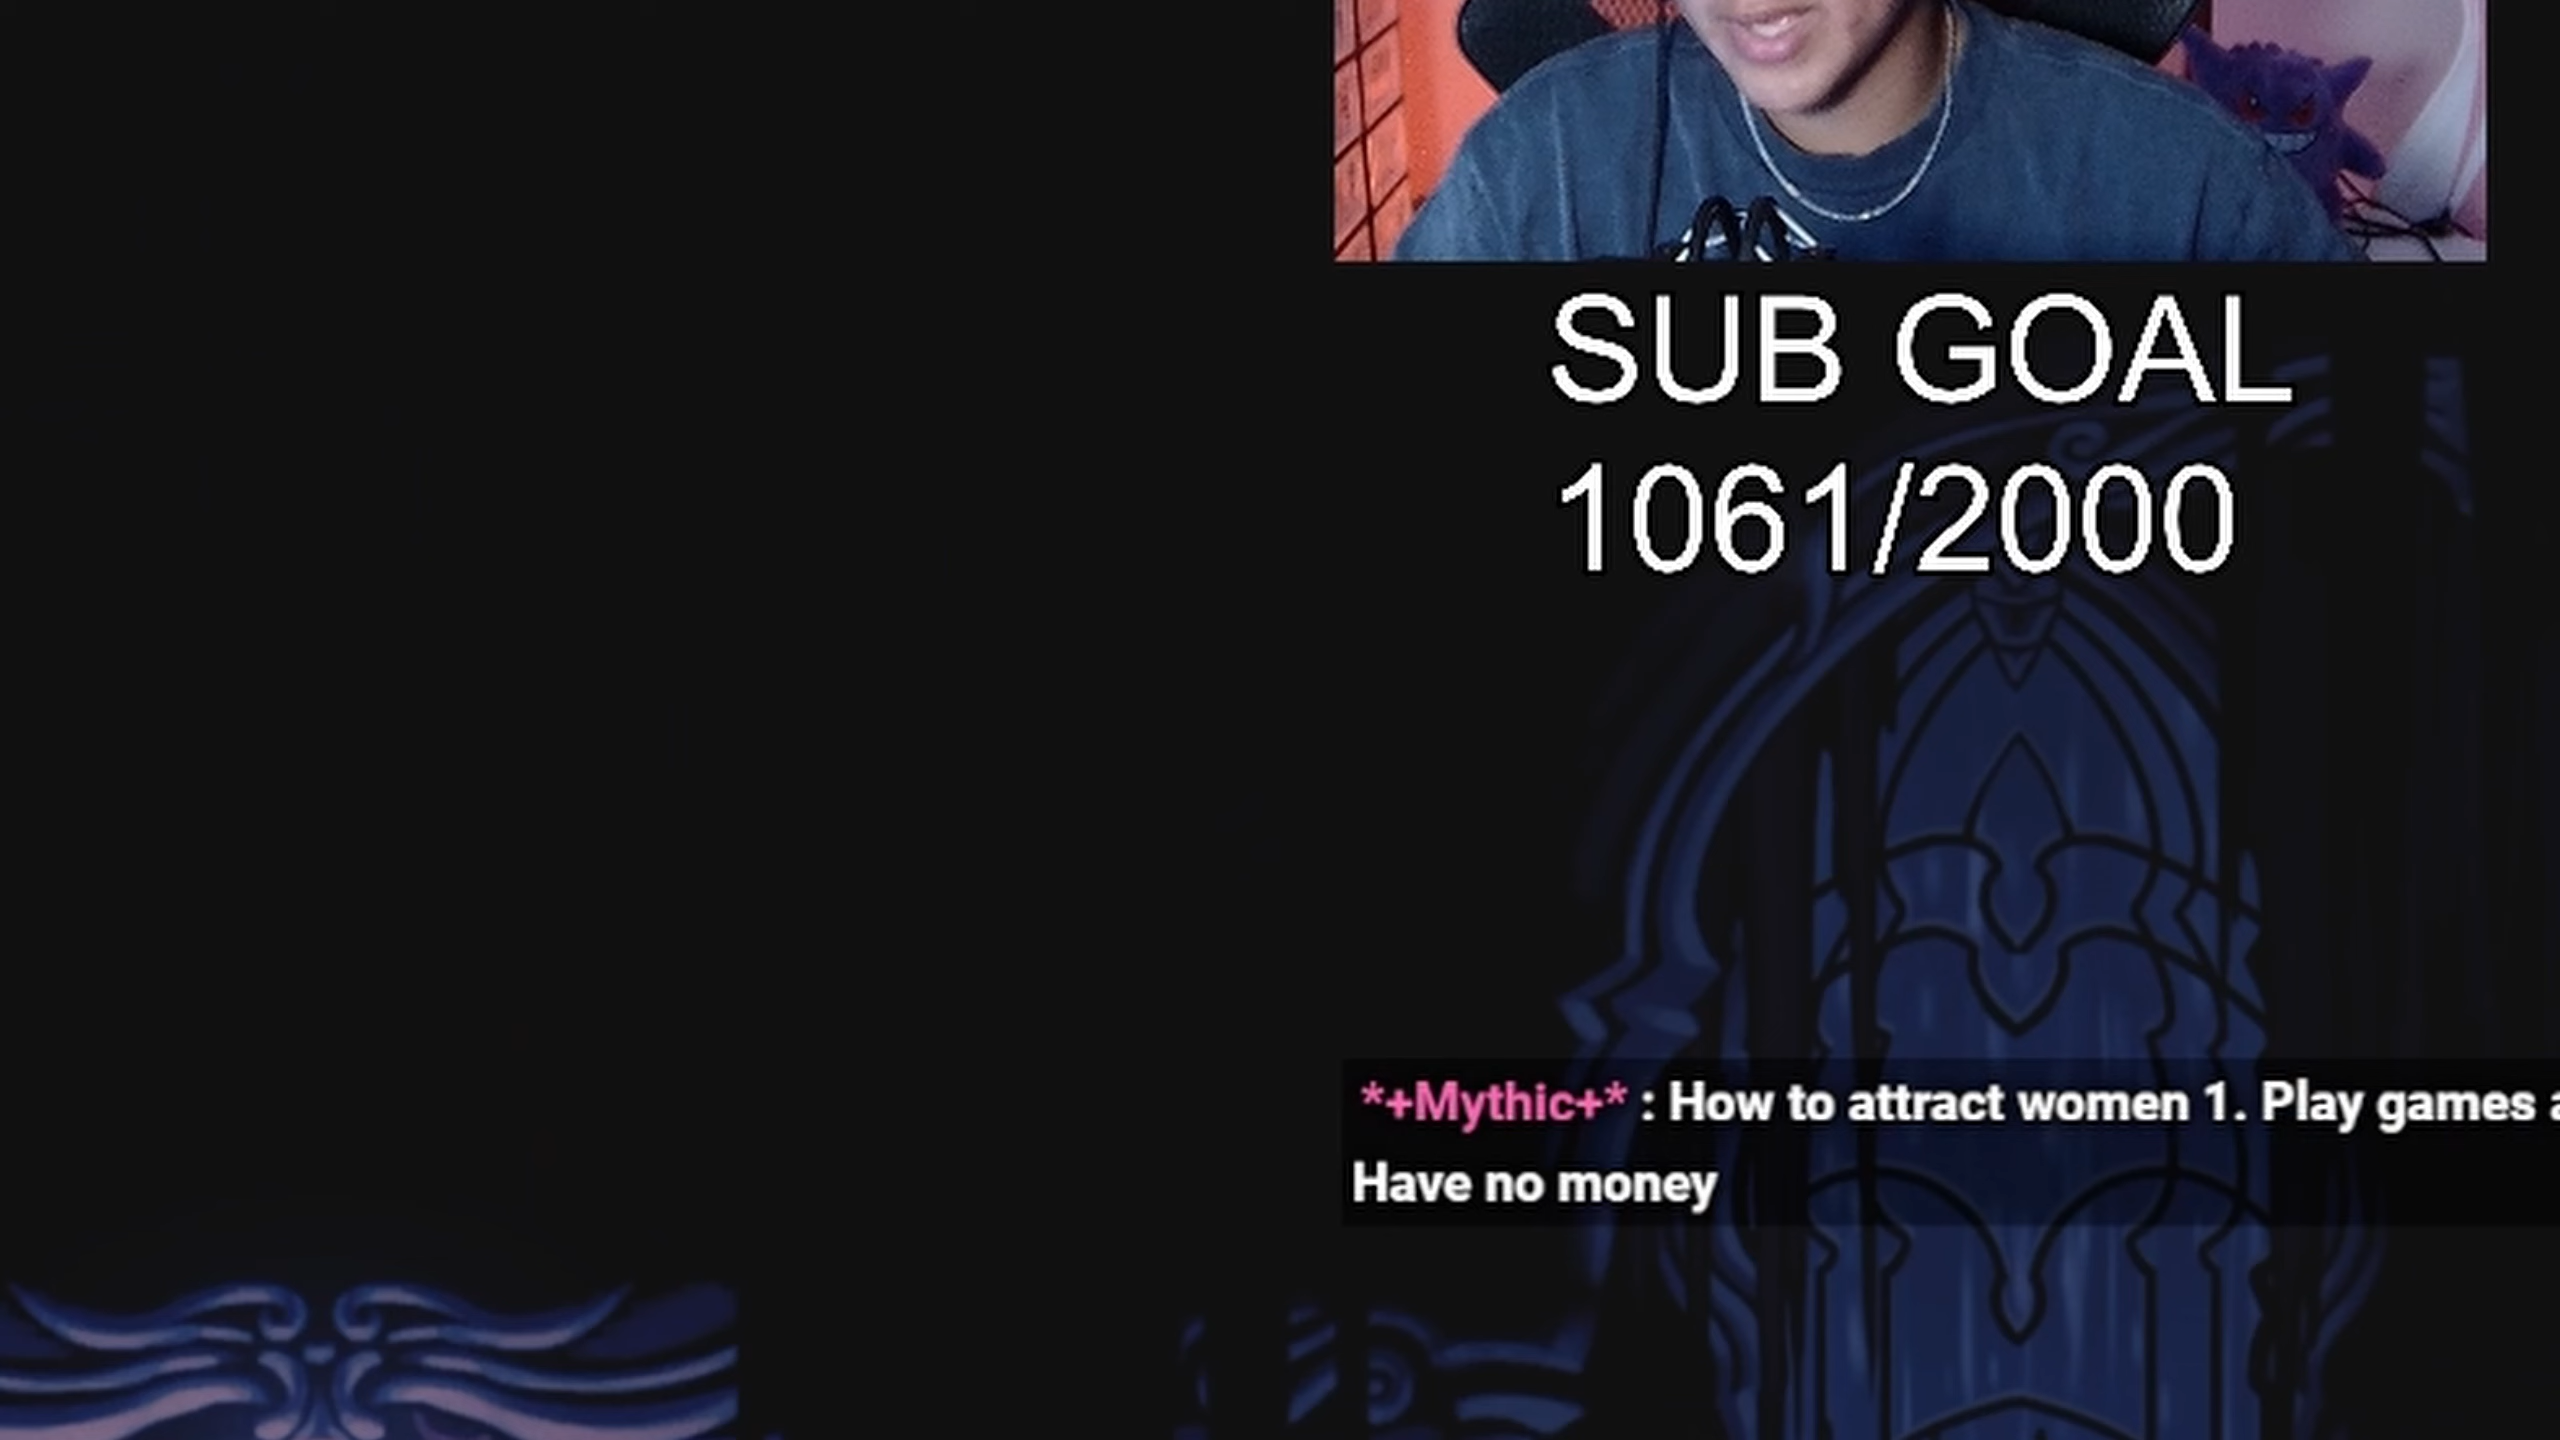 SUB GOAL
1061/2000
*+Mythic+* : How to attract women 1. Play games
Have no money